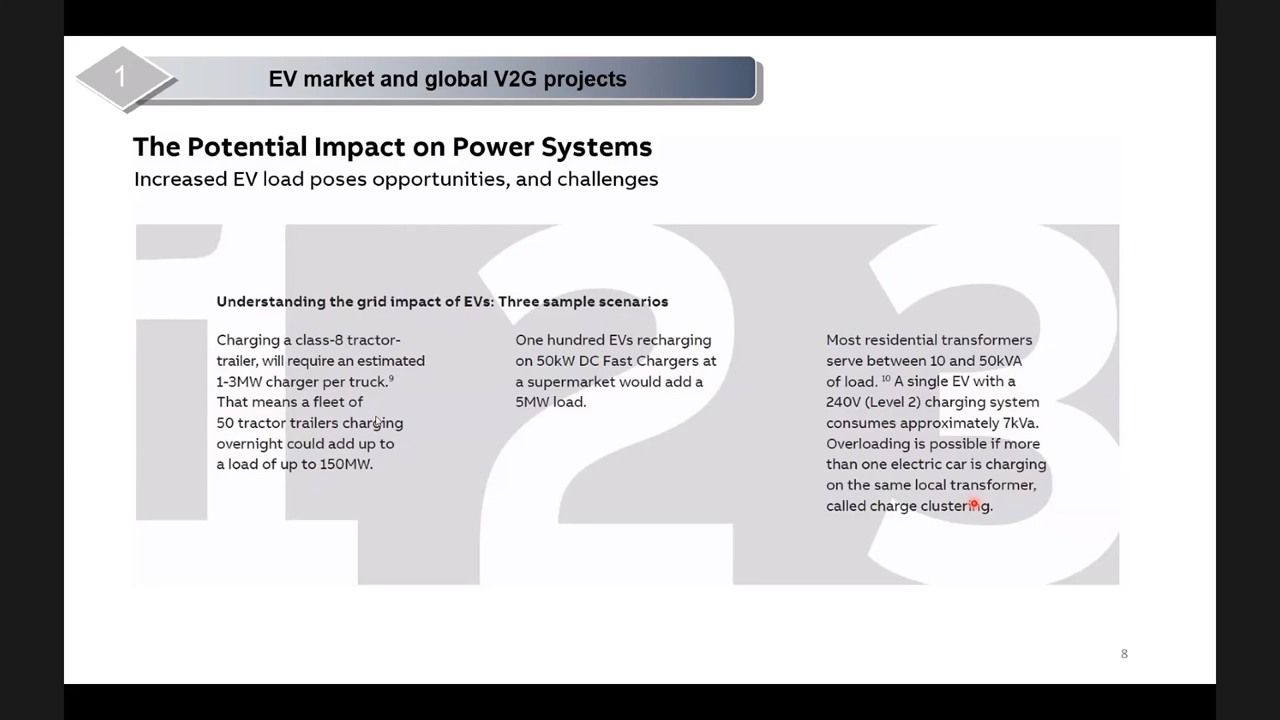 1
EV market and global V2G projects
The Potential Impact on Power Systems
Increased EV load poses opportunities, and challenges
1 2 3
Understanding the grid impact of EVs: Three sample scenarios
Charging a class-8 tractor-
trailer, will require an estimated
1-3MW charger per truck.⁹
That means a fleet of
50 tractor trailers charging
overnight could add up to
a load of up to 150MW.
One hundred EVs recharging
on 50kW DC Fast Chargers at
a supermarket would add a
5MW load.
Most residential transformers
serve between 10 and 50kVA
of load. ¹⁰ A single EV with a
240V (Level 2) charging system
consumes approximately 7kVa.
Overloading is possible if more
than one electric car is charging
on the same local transformer,
called charge clustering.
8